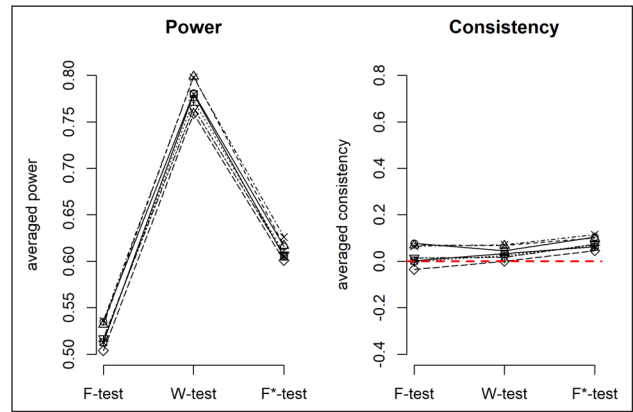 Power
averaged power
0.80
0.75
0.70
0.65
0.60
0.55
0.50
F-test W-test F*-test
Consistency
averaged consistency
0.8
0.6
0.4
0.2
0.0
-0.2
-0.4
F-test W-test F*-test